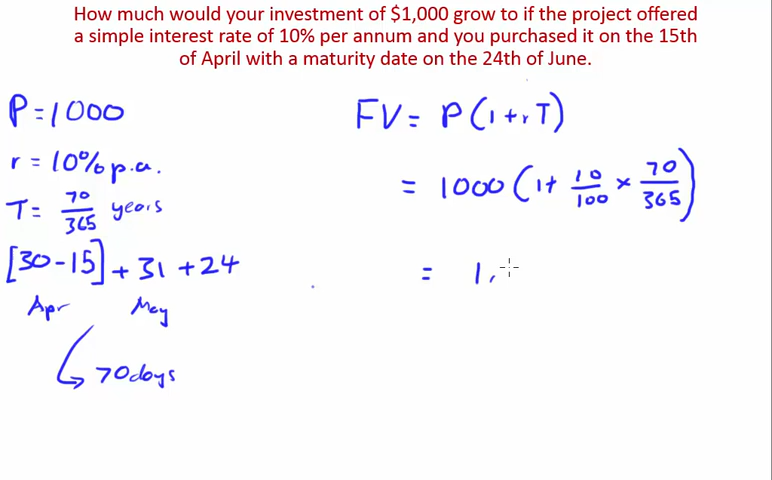 How much would your investment of $1,000 grow to if the project offered
a simple interest rate of 10% per annum and you purchased it on the 15th
of April with a maturity date on the 24th of June.
P=1000
r = 10% p.a.
T= 70/365 years
[30-15] + 31 + 24
Apr May
70 days
FV= P(1+rT)
= 1000 (1+ 10/100 × 70/365)
= 1,